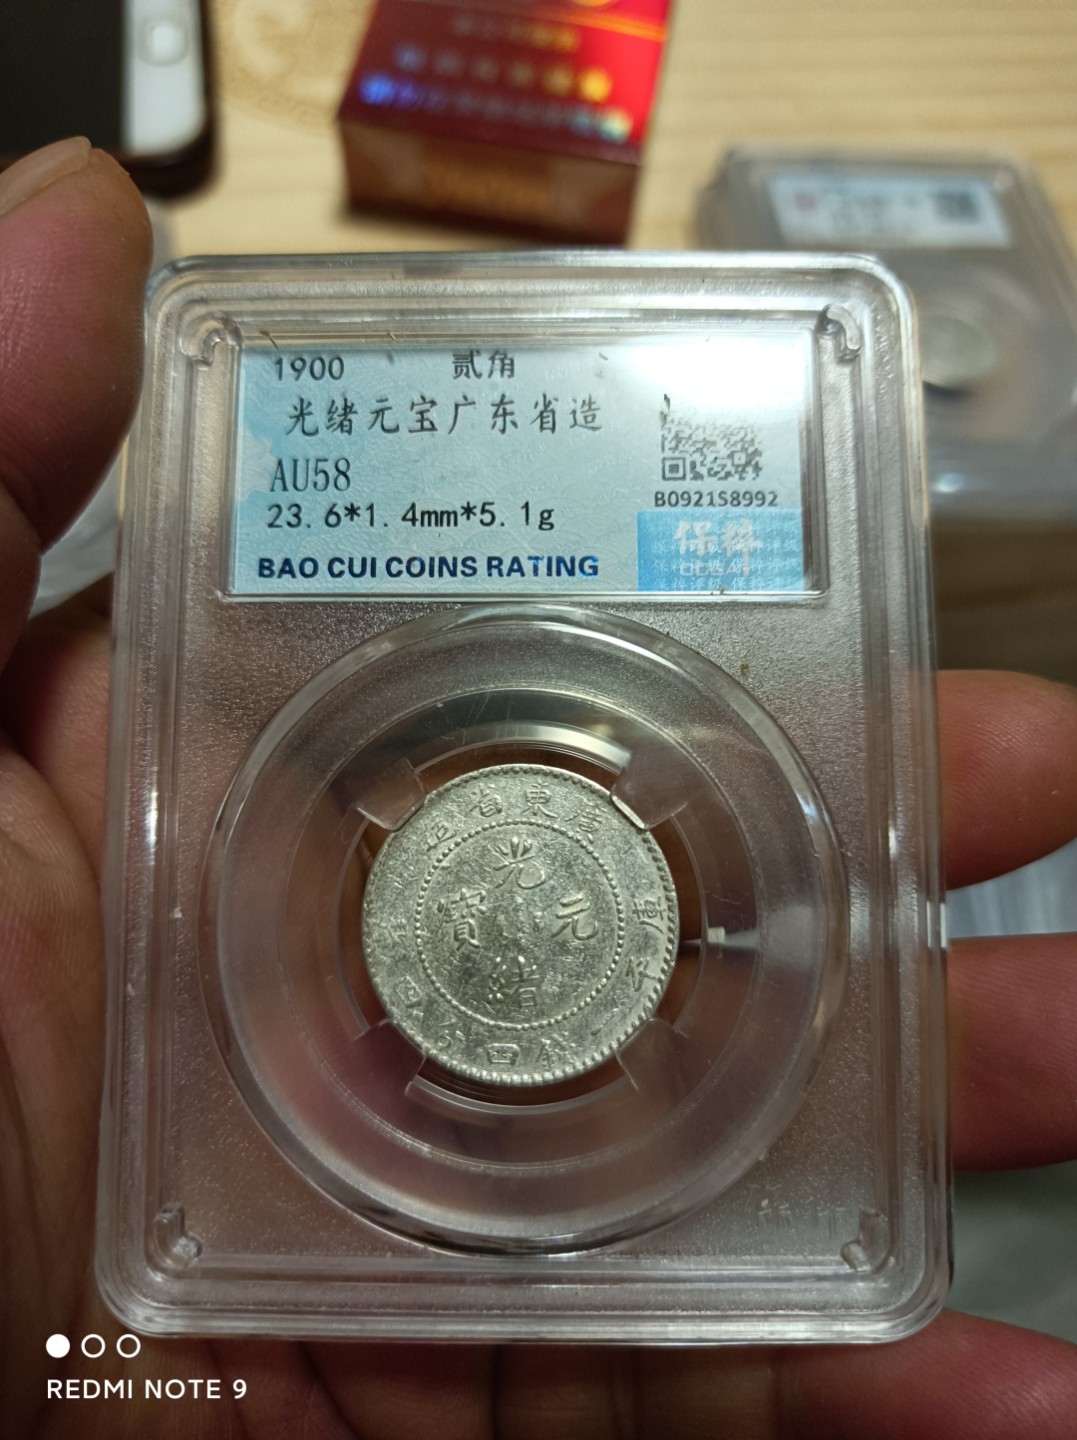 1900 贰角
光绪元宝广东省造
AU58
23.6*1.4mm*5.1g
BAO CUI COINS RATING
B092158992
保粹
造省東廣
光
寶 元
緒
庫平一錢四分四釐
REDMI NOTE 9